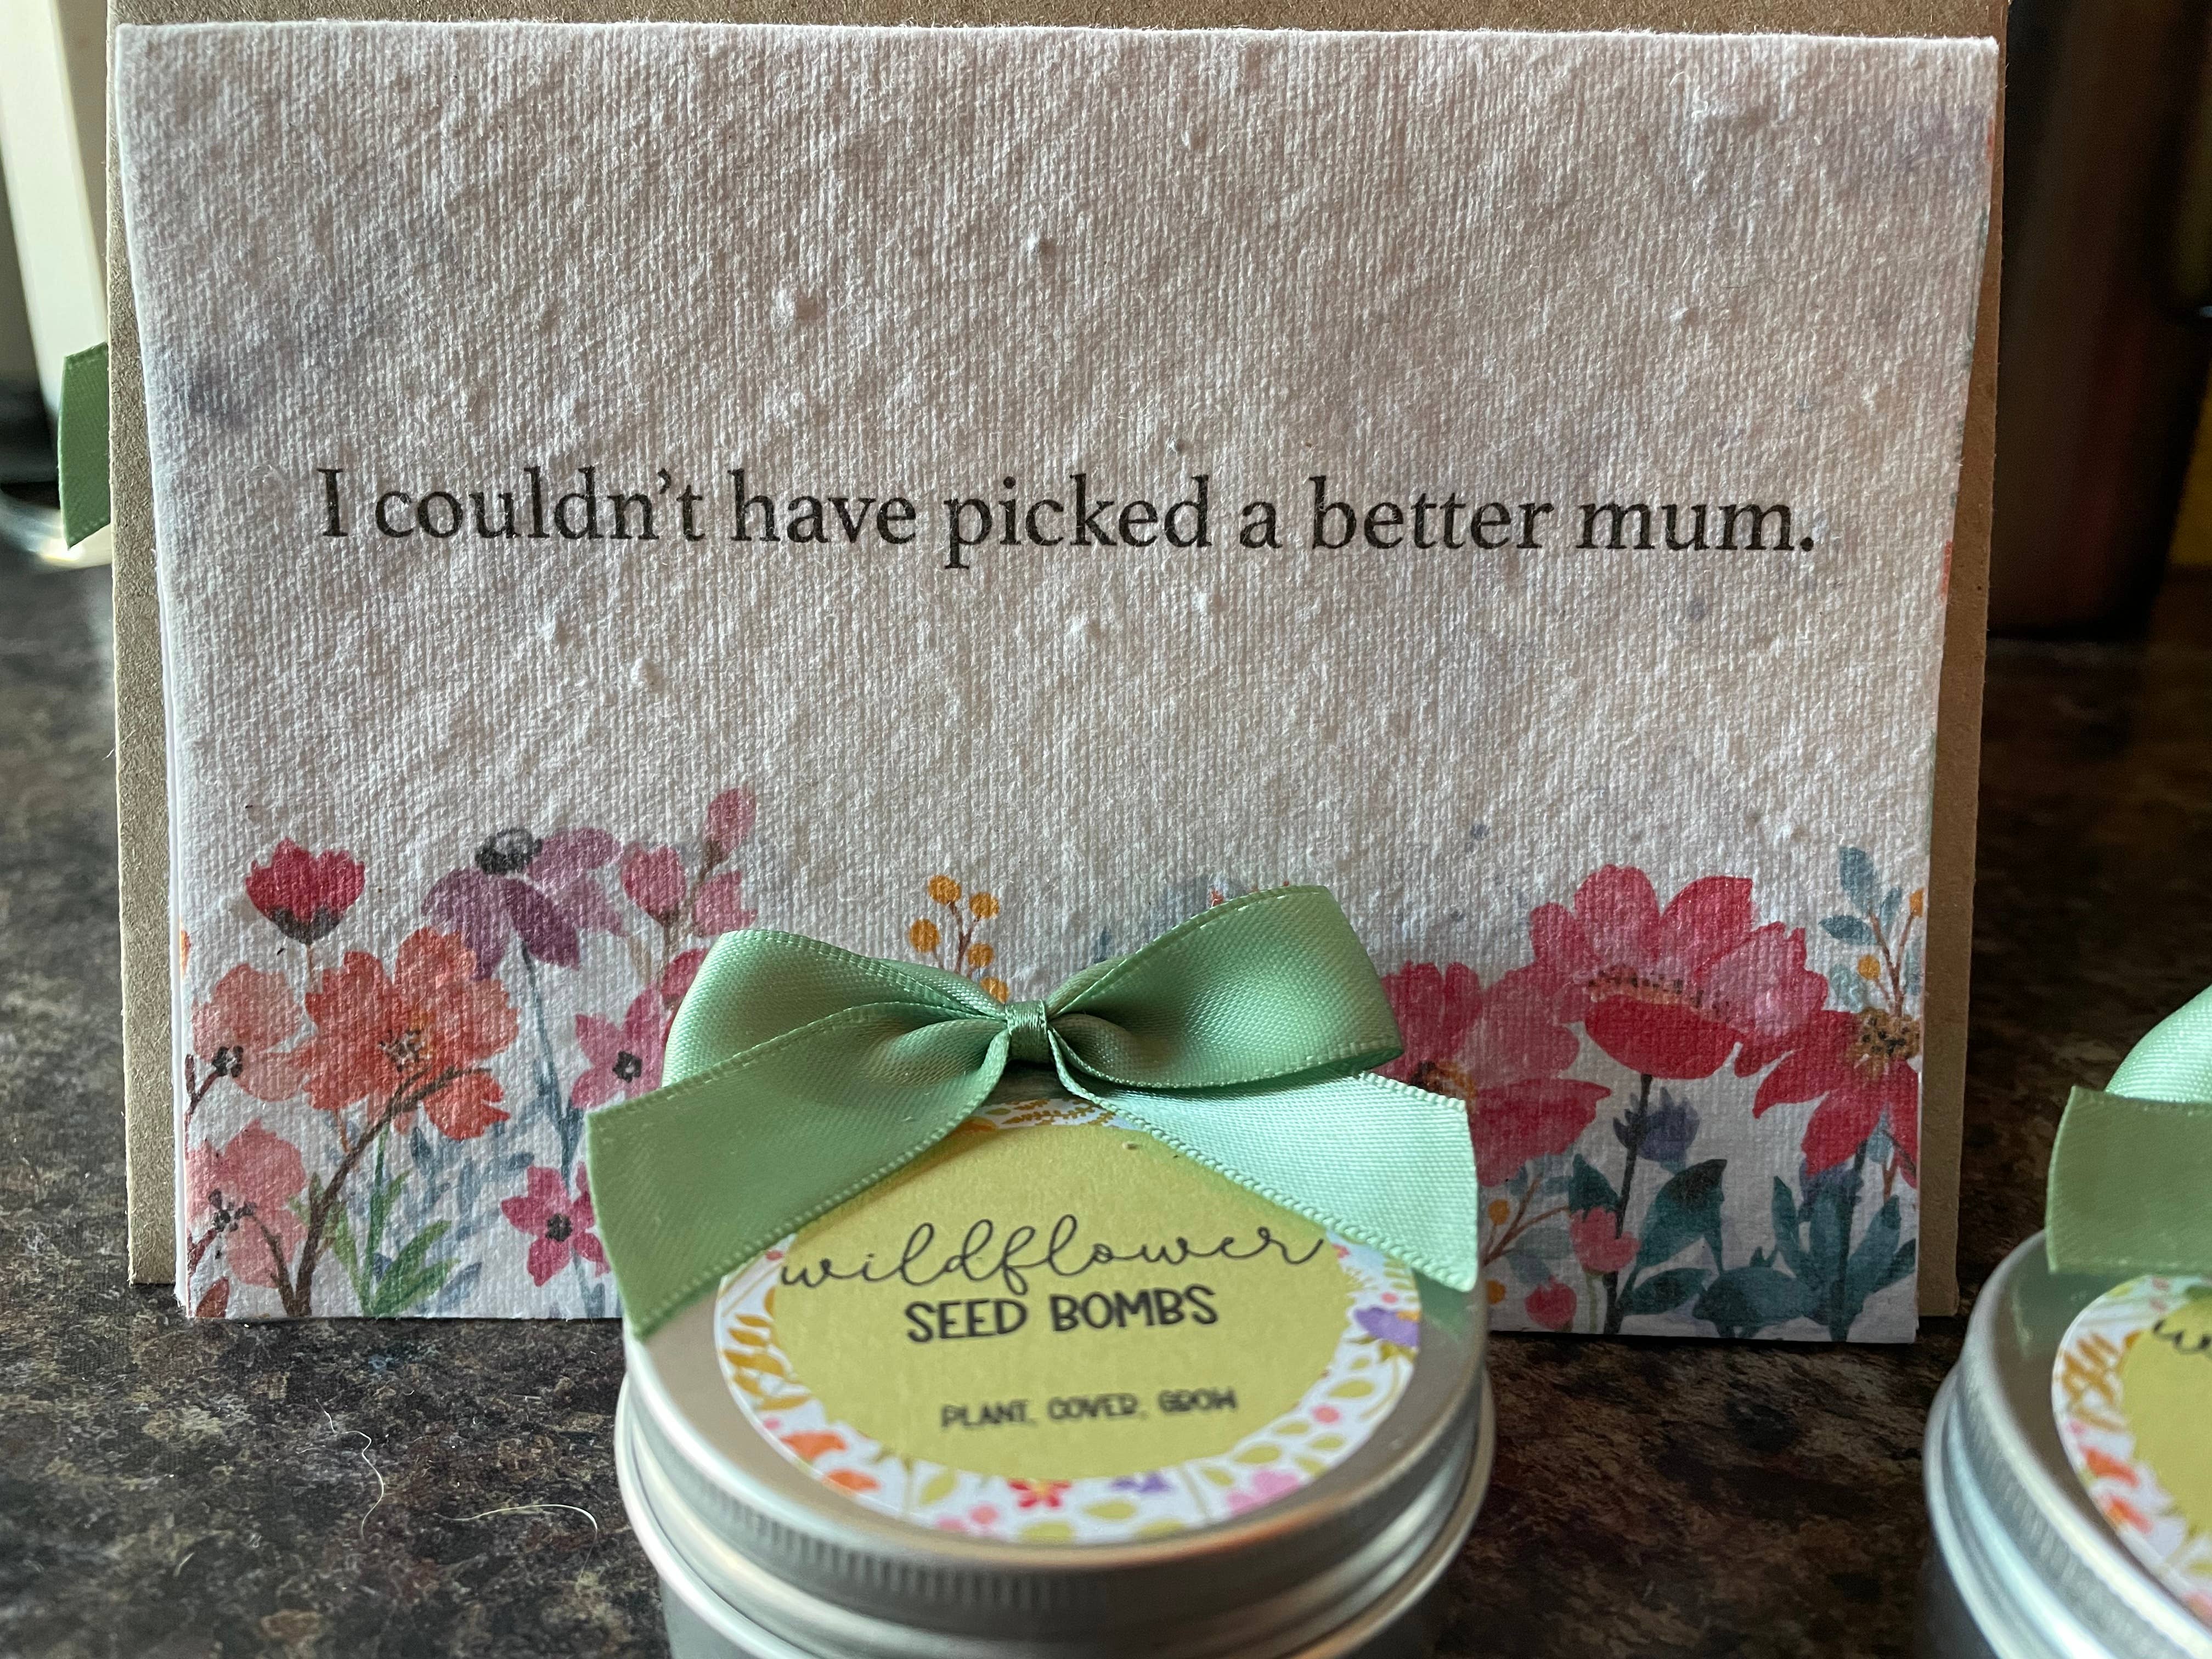 I couldn't have picked a better mum.
wildflower
SEED BOMBS
PLANT, COVER, GROW